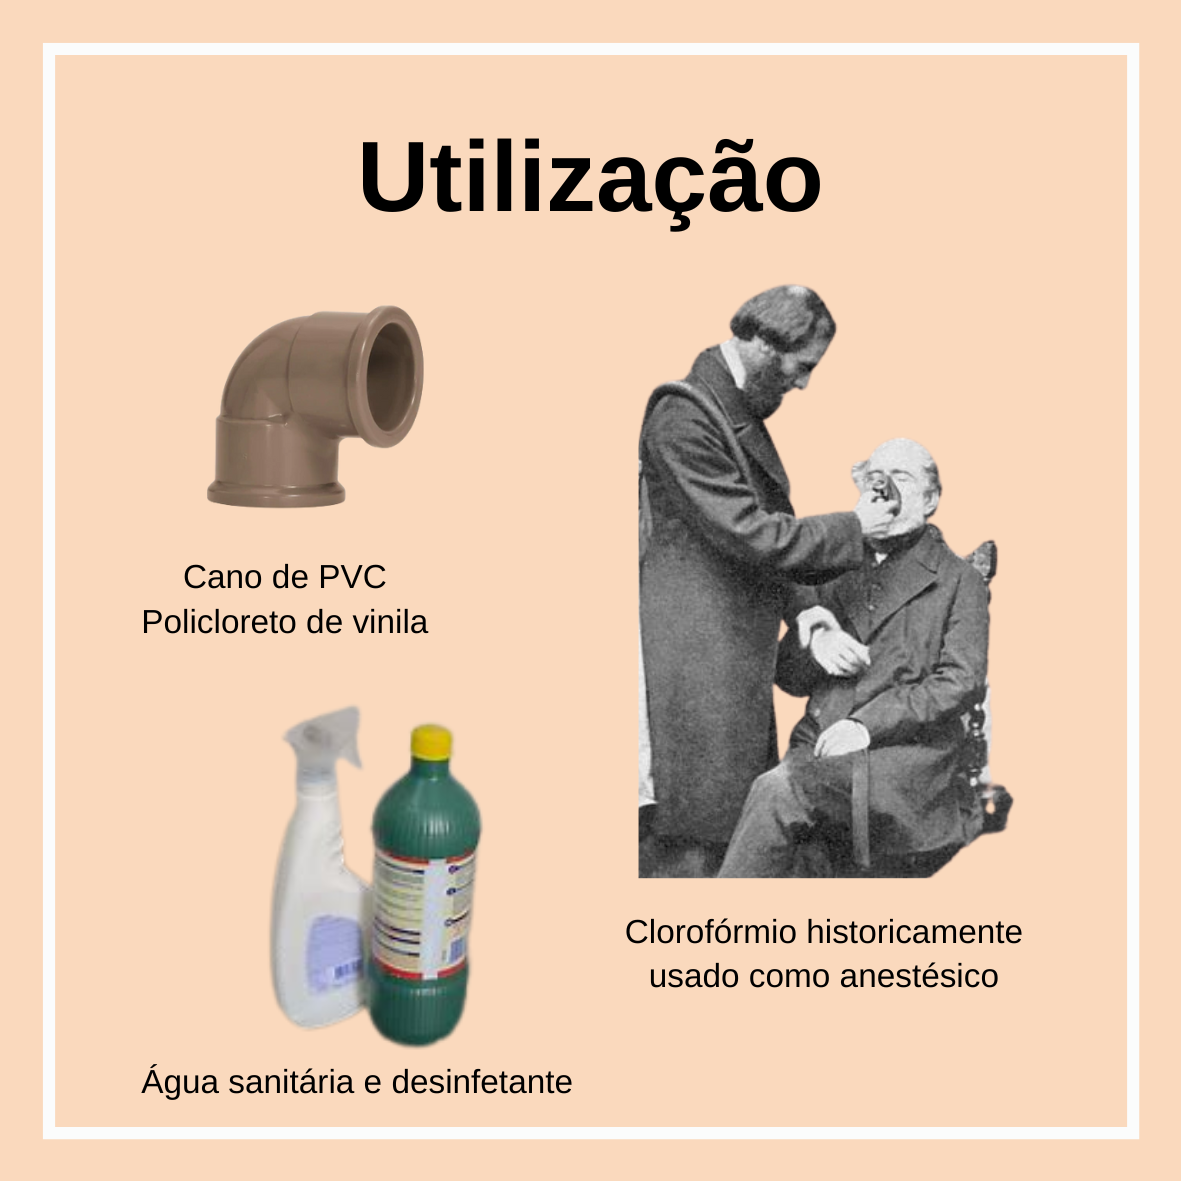 Utilização
Cano de PVC
Policloreto de vinila
Clorofórmio historicamente
usado como anestésico
Água sanitária e desinfetante